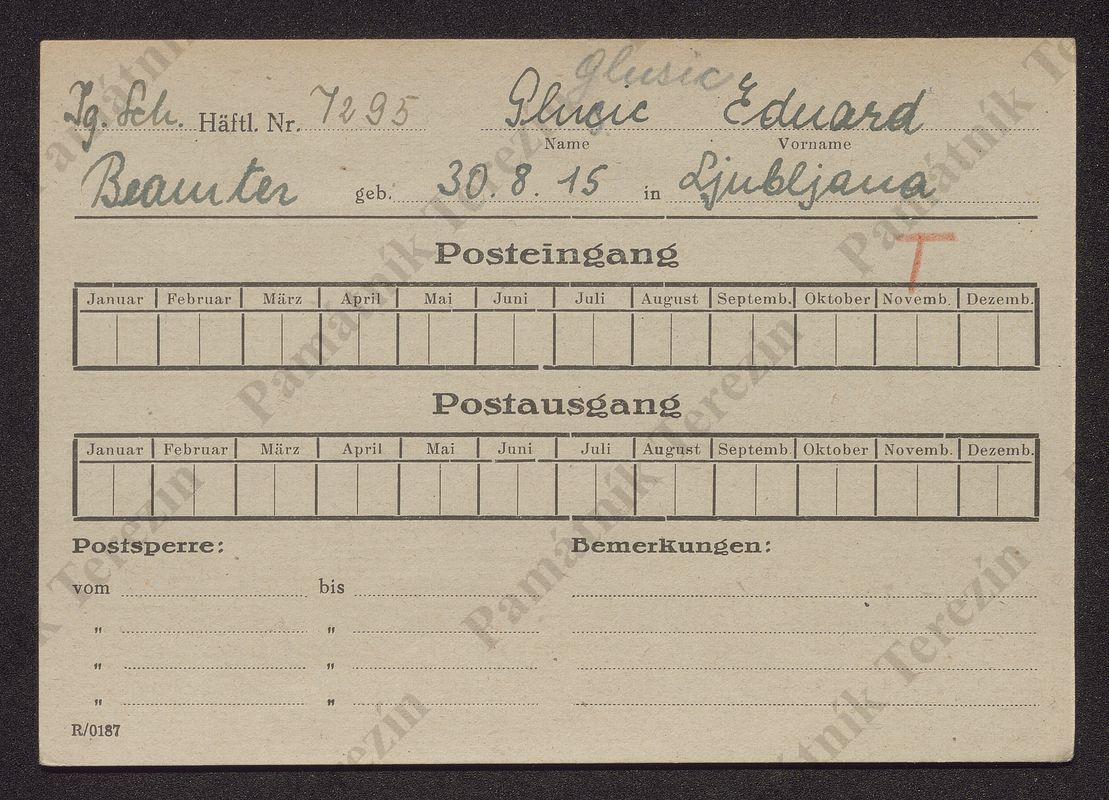 Glusic
Jg. Sch. Häftl. Nr. 7295 Plucic Eduard
Name Vorname
Beamter geb. 30.8.15 in Ljubljana
Posteingang
T
Januar Februar März April Mai Juni Juli August Septemb. Oktober Novemb. Dezemb.
Postausgang
Januar Februar März April Mai Juni Juli August Septemb. Oktober Novemb. Dezemb.
Postsperre: Bemerkungen:
vom bis
" "
" "
" "
R/0187
Památník Terezín